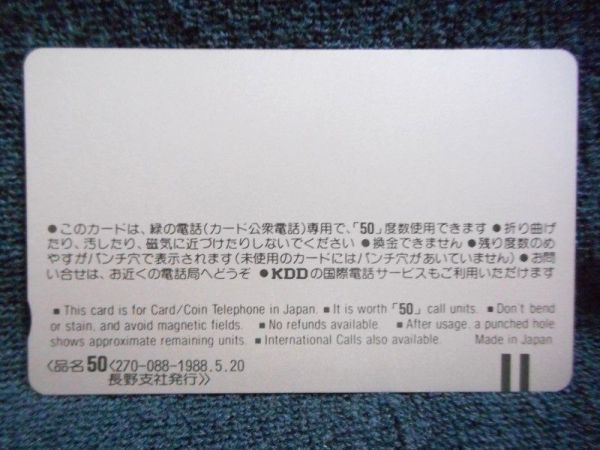 ●このカードは、緑の電話(カード公衆電話)専用で、「50」度数使用できます ●折り曲げ
たり、汚したり、磁気に近づけたりしないでください ●換金できません ●残り度数のめ
やすがパンチ穴で表示されます(未使用のカードにはパンチ穴があいていません) ●お問
い合せは、お近くの電話局へどうぞ ●KDDの国際電話サービスもご利用いただけます
■This card is for Card/Coin Telephone in Japan. ■It is worth「50」call units. ■Don't bend
or stain, and avoid magnetic fields. ■No refunds available. ■After usage, a punched hole
shows approximate remaining units. ■International Calls also available. Made in Japan
〈品名50〈270-088-1988.5.20
長野支社発行》〉